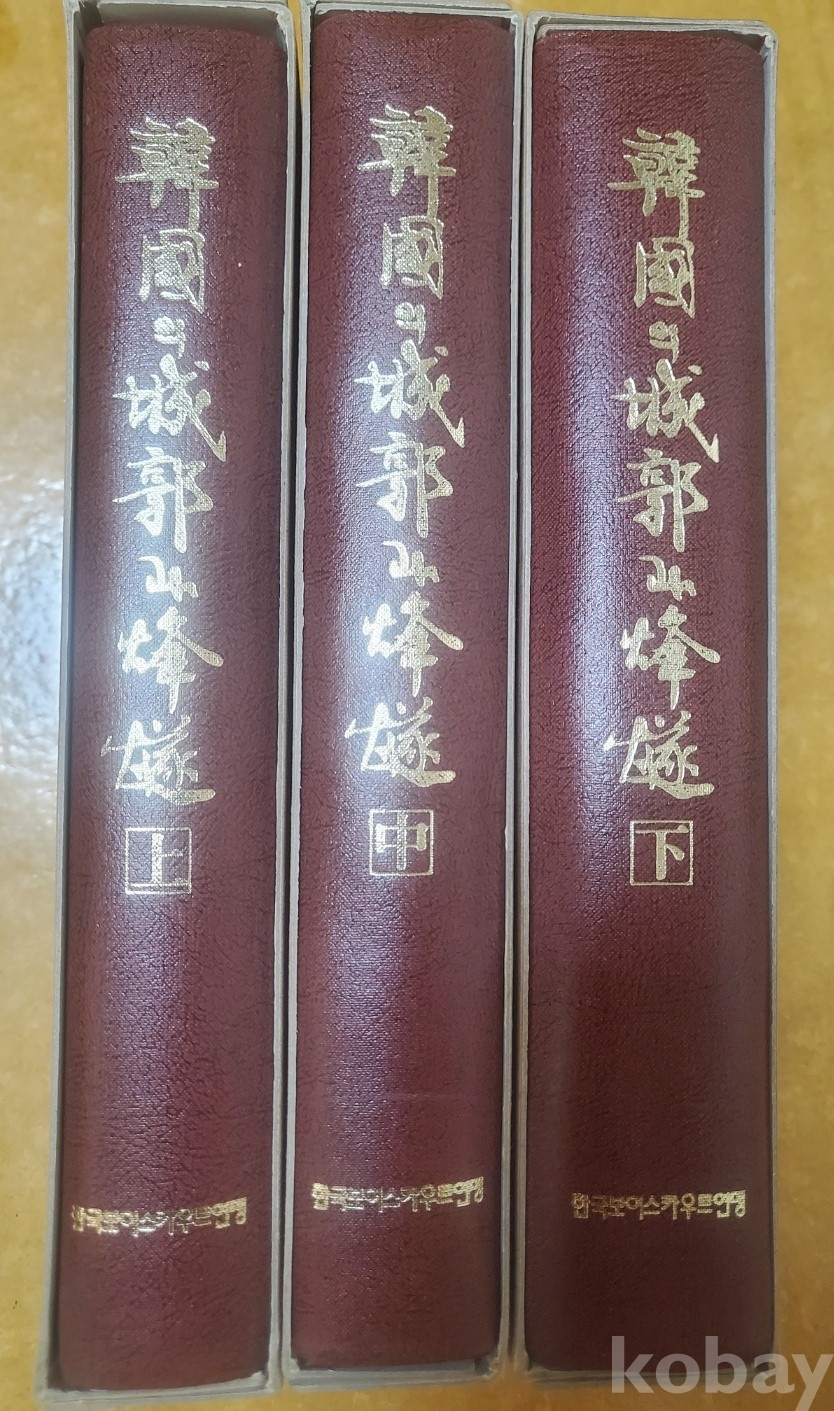 韓國의 城郭과 烽燧
上
한국보이스카우트연맹
韓國의 城郭과 烽燧
中
한국보이스카우트연맹
韓國의 城郭과 烽燧
下
한국보이스카우트연맹
kobay